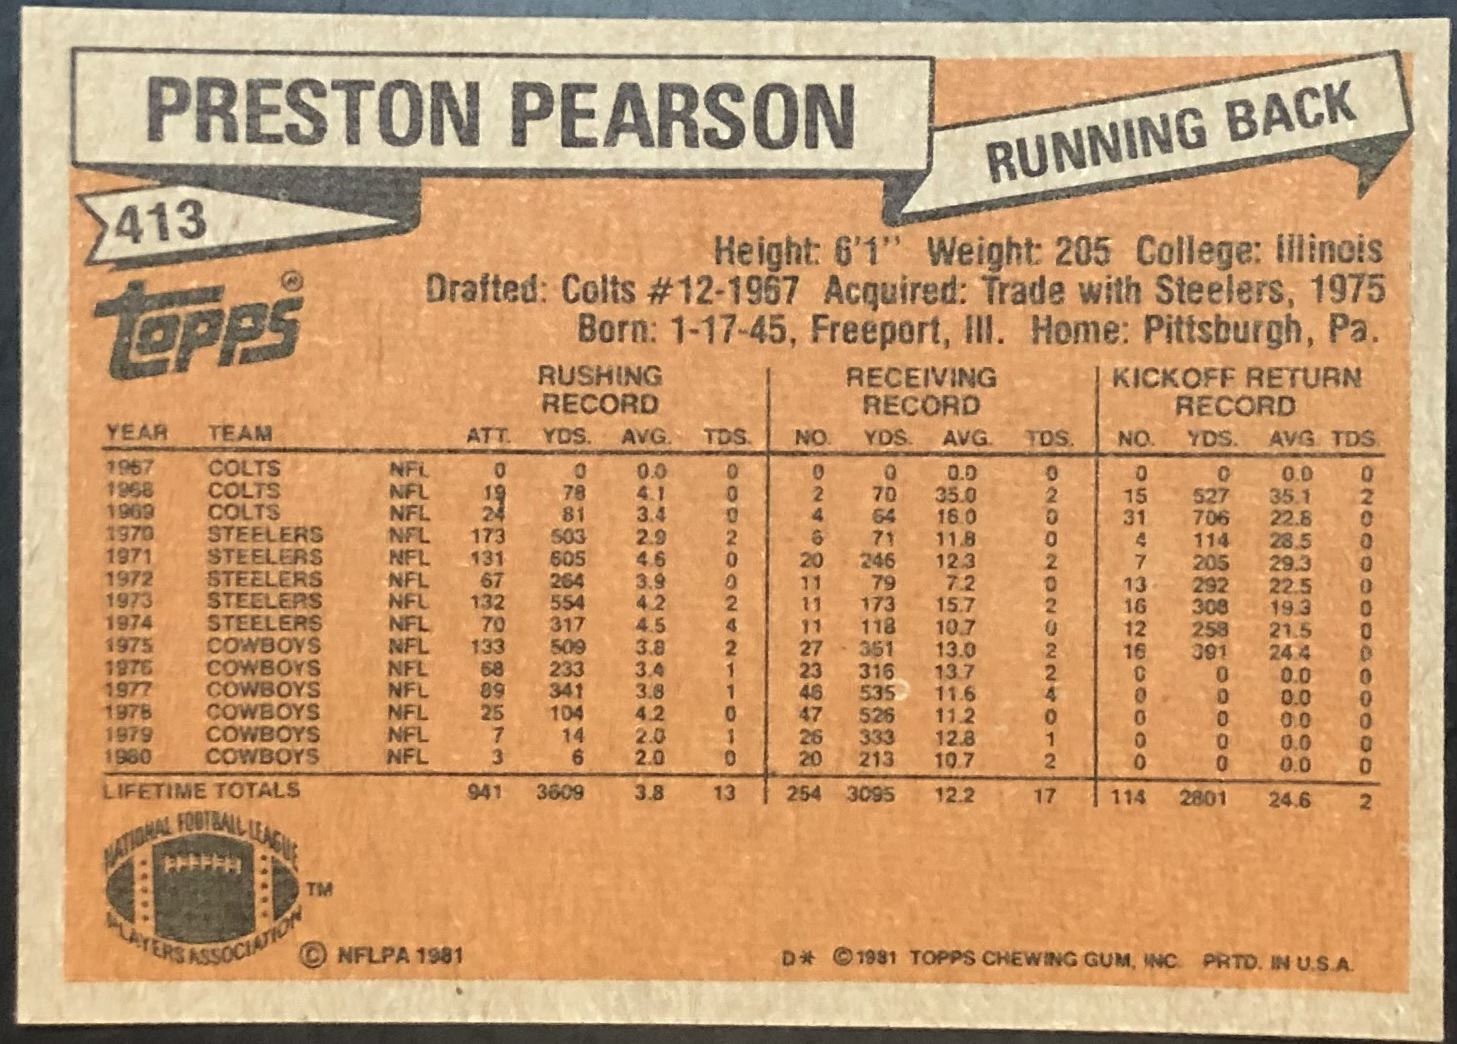 PRESTON PEARSON
RUNNING BACK
413
Topps®
Height: 6'1" Weight: 205 College: Illinois
Drafted: Colts #12-1967 Acquired: Trade with Steelers, 1975
Born: 1-17-45, Freeport, Ill. Home: Pittsburgh, Pa.
RUSHING RECEIVING KICKOFF RETURN
RECORD RECORD RECORD
YEAR TEAM ATT. YDS. AVG. TDS. NO. YDS. AVG. TDS. NO. YDS. AVG TDS.
1967 COLTS NFL 0 0 0.0 0 0 0 0.0 0 0 0 0.0 0
1968 COLTS NFL 19 78 4.1 0 2 70 35.0 2 15 527 35.1 2
1969 COLTS NFL 24 81 3.4 0 4 64 16.0 0 31 706 22.8 0
1970 STEELERS NFL 173 503 2.9 2 6 71 11.8 0 4 114 28.5 0
1971 STEELERS NFL 131 605 4.6 0 20 246 12.3 2 7 205 29.3 0
1972 STEELERS NFL 67 264 3.9 0 11 79 7.2 0 13 292 22.5 0
1973 STEELERS NFL 132 554 4.2 2 11 173 15.7 2 16 308 19.3 0
1974 STEELERS NFL 70 317 4.5 4 11 118 10.7 0 12 258 21.5 0
1975 COWBOYS NFL 133 509 3.8 2 27 351 13.0 2 16 391 24.4 0
1976 COWBOYS NFL 68 233 3.4 1 23 316 13.7 2 0 0 0.0 0
1977 COWBOYS NFL 89 341 3.8 1 46 535 11.6 4 0 0 0.0 0
1978 COWBOYS NFL 25 104 4.2 0 47 526 11.2 0 0 0 0.0 0
1979 COWBOYS NFL 7 14 2.0 1 26 333 12.8 1 0 0 0.0 0
1980 COWBOYS NFL 3 6 2.0 0 20 213 10.7 2 0 0 0.0 0
LIFETIME TOTALS 941 3609 3.8 13 254 3095 12.2 17 114 2801 24.6 2
NATIONAL FOOTBALL LEAGUE
PLAYERS ASSOCIATION
TM
© NFLPA 1981
D* © 1981 TOPPS CHEWING GUM, INC. PRTD. IN U.S.A.